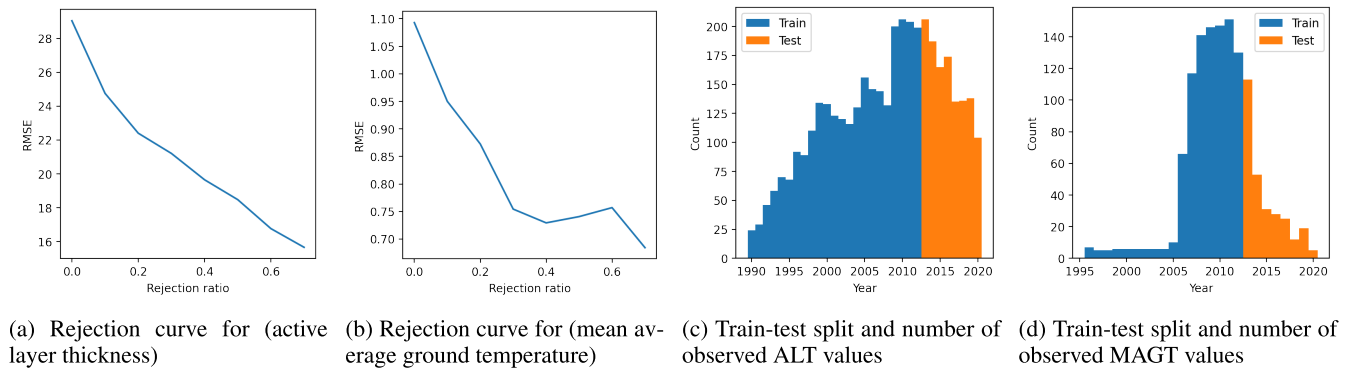 28
26
24
22
20
18
16
RMSE
0.0 0.2 0.4 0.6
Rejection ratio
1.10
1.05
1.00
0.95
0.90
0.85
0.80
0.75
0.70
RMSE
0.0 0.2 0.4 0.6
Rejection ratio
Train
Test
200
175
150
125
100
75
50
25
0
Count
1990 1995 2000 2005 2010 2015 2020
Year
Train
Test
140
120
100
80
60
40
20
0
Count
1995 2000 2005 2010 2015 2020
Year
(a) Rejection curve for (active
layer thickness)
(b) Rejection curve for (mean av-
erage ground temperature)
(c) Train-test split and number of
observed ALT values
(d) Train-test split and number of
observed MAGT values